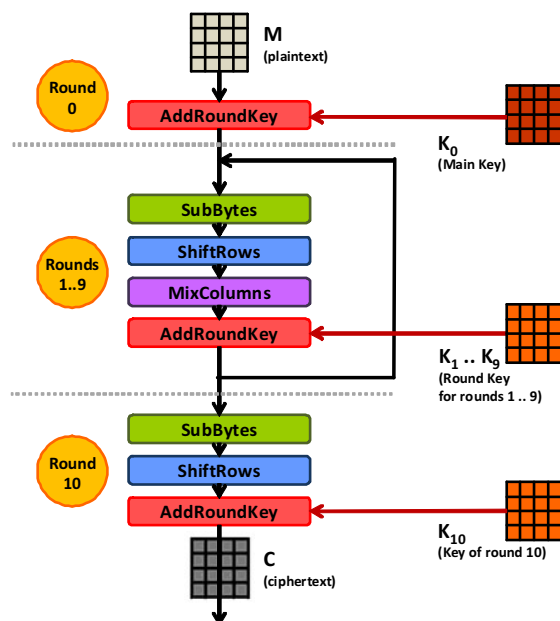 M
(plaintext)
Round
0
AddRoundKey
K0
(Main Key)
SubBytes
ShiftRows
Rounds
1..9
MixColumns
AddRoundKey
K1 .. K9
(Round Key
for rounds 1 .. 9)
SubBytes
Round
10
ShiftRows
AddRoundKey
K10
(Key of round 10)
C
(ciphertext)